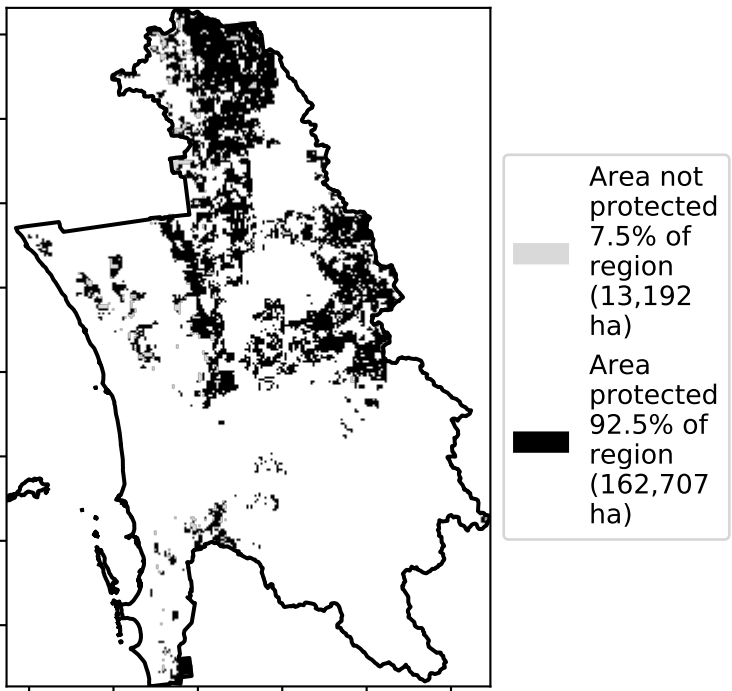 Area not
protected
7.5% of
region
(13,192
ha)
Area
protected
92.5% of
region
(162,707
ha)